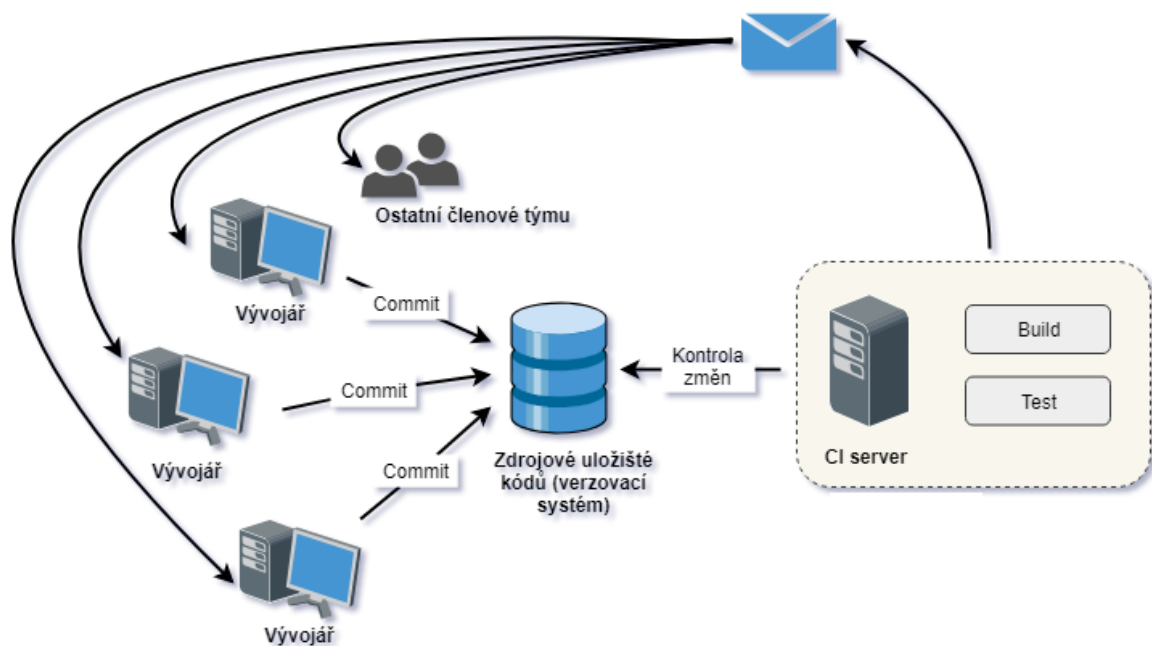 Ostatní členové týmu
Vývojář
Commit
Build
Kontrola
změn
Commit
Test
Vývojář
Commit
Zdrojové uložiště
kódů (verzovací
systém)
CI server
Vývojář